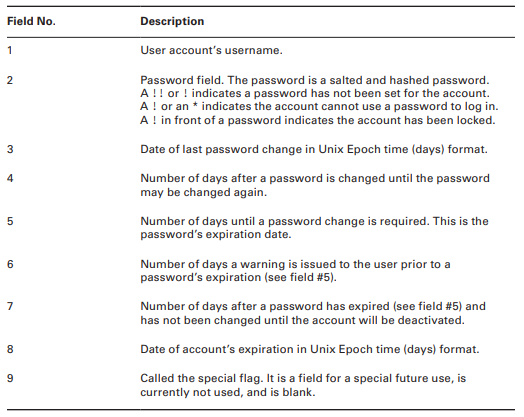 Field No. Description
1 User account’s username.
2 Password field. The password is a salted and hashed password.
A !! or ! indicates a password has not been set for the account.
A ! or an * indicates the account cannot use a password to log in.
A ! in front of a password indicates the account has been locked.
3 Date of last password change in Unix Epoch time (days) format.
4 Number of days after a password is changed until the password
may be changed again.
5 Number of days until a password change is required. This is the
password’s expiration date.
6 Number of days a warning is issued to the user prior to a
password’s expiration (see field #5).
7 Number of days after a password has expired (see field #5) and
has not been changed until the account will be deactivated.
8 Date of account’s expiration in Unix Epoch time (days) format.
9 Called the special flag. It is a field for a special future use, is
currently not used, and is blank.